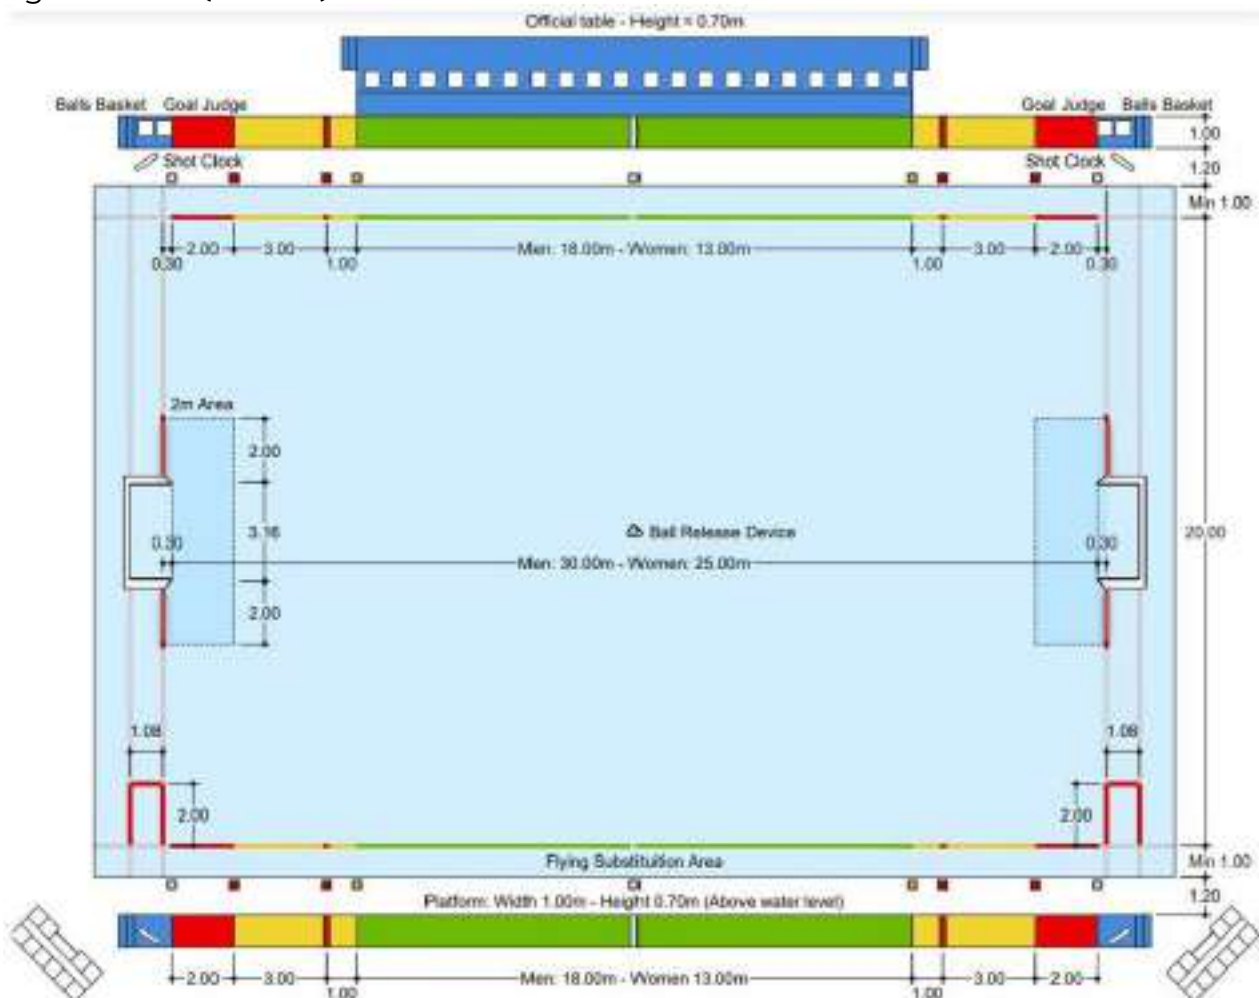 Official table - Height = 0.70m
Balls Basket Goal Judge
Goal Judge Balls Basket
1.00
Shot Clock
Shot Clock
1.20
Min 1.00
2.00 3.00 Men: 18.00m - Women: 13.00m 3.00 2.00
0.30 1.00 1.00 0.30
2m Area
2.00
3.16
Ball Release Device
20.00
0.30
0.30
Men: 30.00m - Women: 25.00m
2.00
1.08
1.08
2.00
2.00
Flying Substituition Area
Min 1.00
Platform: Width 1.00m - Height 0.70m (Above water level)
1.20
2.00 3.00 Men: 18.00m - Women 13.00m 3.00 2.00
1.00 1.00